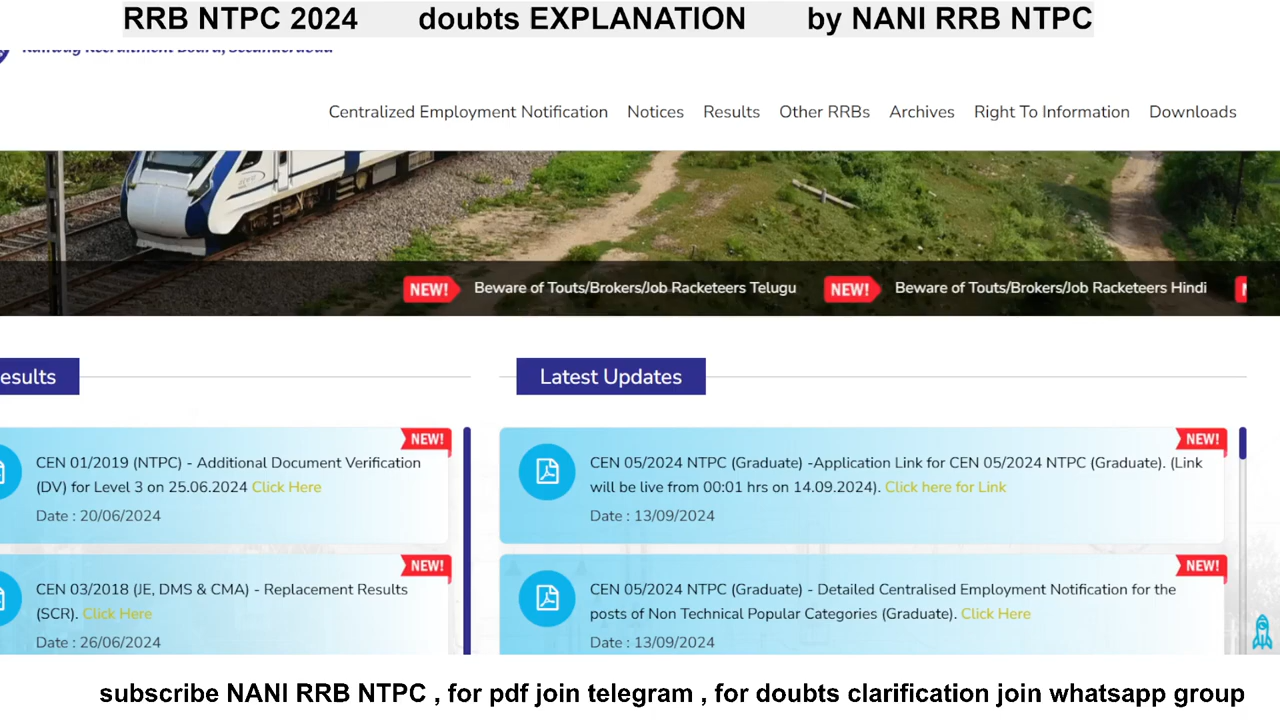 RRB NTPC 2024 doubts EXPLANATION by NANI RRB NTPC
Railway Recruitment Board, Secunderabad
Centralized Employment Notification Notices Results Other RRBs Archives Right To Information Downloads
NEW! Beware of Touts/Brokers/Job Racketeers Telugu NEW! Beware of Touts/Brokers/Job Racketeers Hindi
esults
NEW!
CEN 01/2019 (NTPC) - Additional Document Verification
(DV) for Level 3 on 25.06.2024 Click Here
Date : 20/06/2024
NEW!
CEN 03/2018 (JE, DMS & CMA) - Replacement Results
(SCR). Click Here
Date : 26/06/2024
Latest Updates
NEW!
CEN 05/2024 NTPC (Graduate) -Application Link for CEN 05/2024 NTPC (Graduate). (Link
will be live from 00:01 hrs on 14.09.2024). Click here for Link
Date : 13/09/2024
NEW!
CEN 05/2024 NTPC (Graduate) - Detailed Centralised Employment Notification for the
posts of Non Technical Popular Categories (Graduate). Click Here
Date : 13/09/2024
subscribe NANI RRB NTPC , for pdf join telegram , for doubts clarification join whatsapp group